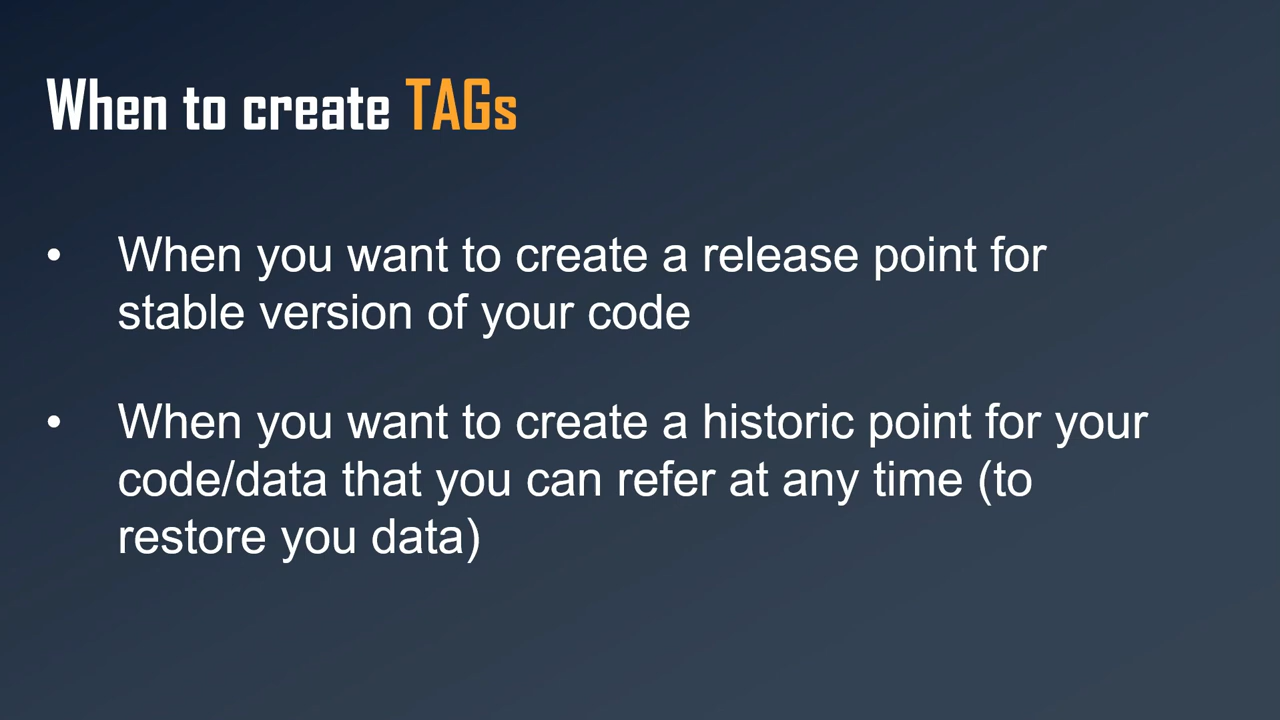 When to create TAGs
• When you want to create a release point for
stable version of your code
• When you want to create a historic point for your
code/data that you can refer at any time (to
restore you data)